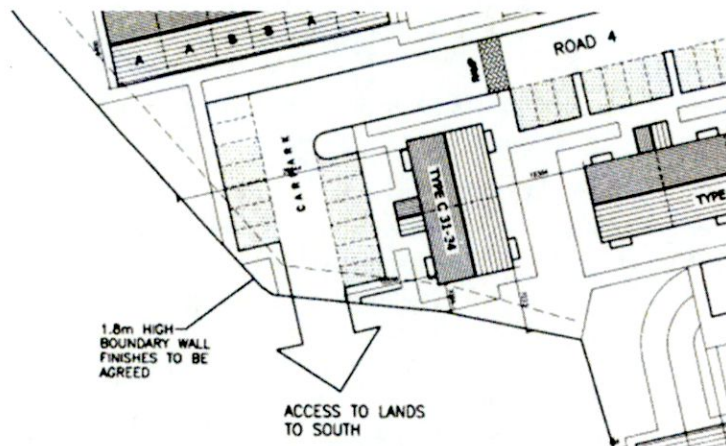 A A B B A
ROAD 4
RAMP
CAR PARK
TYPE C 31-34
TYPE
1.8m HIGH
BOUNDARY WALL
FINISHES TO BE
AGREED
ACCESS TO LANDS
TO SOUTH